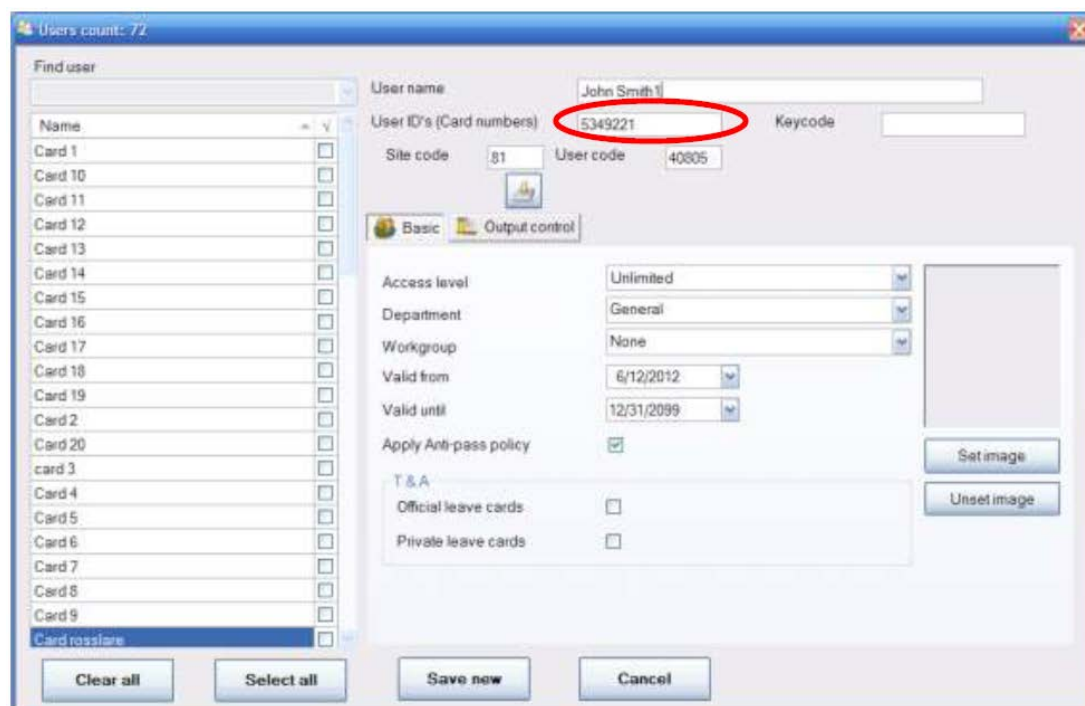 Users count: 72
Find user
Name
√
Card 1
Card 10
Card 11
Card 12
Card 13
Card 14
Card 15
Card 16
Card 17
Card 18
Card 19
Card 2
Card 20
card 3
Card 4
Card 5
Card 6
Card 7
Card 8
Card 9
Card rosslare
User name
John Smith1
User ID's (Card numbers)
5349221
Keycode
Site code
81
User code
40805
Basic
Output control
Access level
Unlimited
Department
General
Workgroup
None
Valid from
6/12/2012
Valid until
12/31/2099
Apply Anti-pass policy
T & A
Official leave cards
Private leave cards
Set image
Unset image
Clear all
Select all
Save new
Cancel